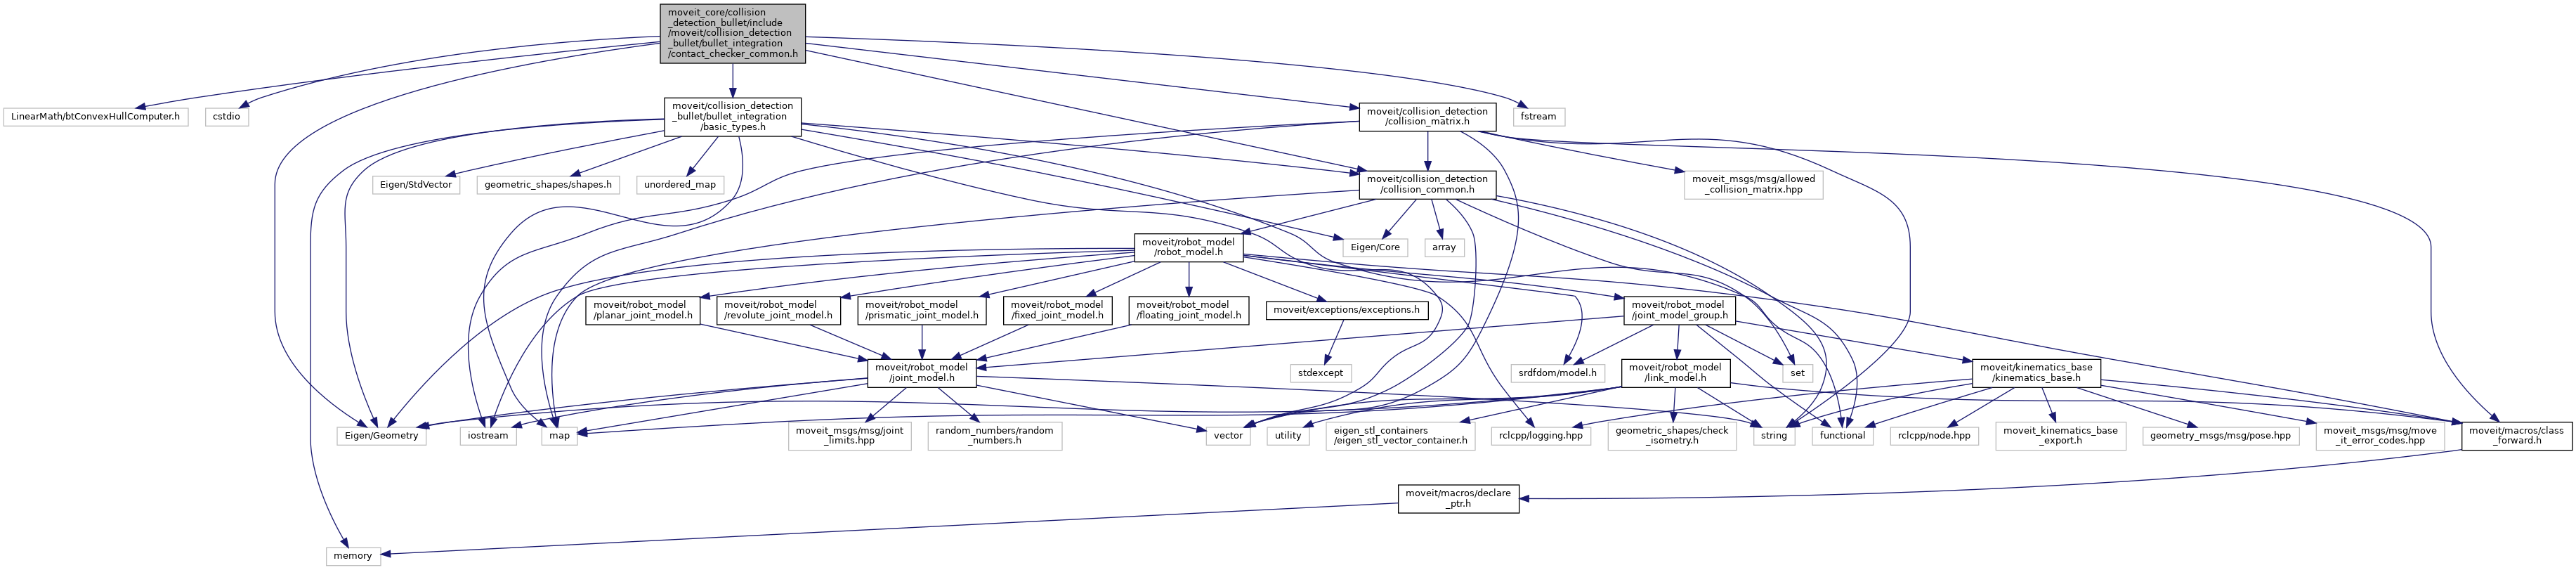 moveit_core/collision
_detection_bullet/include
/moveit/collision_detection
_bullet/bullet_integration
/contact_checker_common.h
LinearMath/btConvexHullComputer.h
cstdio
moveit/collision_detection
_bullet/bullet_integration
/basic_types.h
moveit/collision_detection
/collision_matrix.h
fstream
Eigen/StdVector
geometric_shapes/shapes.h
unordered_map
moveit/collision_detection
/collision_common.h
moveit_msgs/msg/allowed
_collision_matrix.hpp
moveit/robot_model
/robot_model.h
Eigen/Core
array
moveit/robot_model
/planar_joint_model.h
moveit/robot_model
/revolute_joint_model.h
moveit/robot_model
/prismatic_joint_model.h
moveit/robot_model
/fixed_joint_model.h
moveit/robot_model
/floating_joint_model.h
moveit/exceptions/exceptions.h
moveit/robot_model
/joint_model_group.h
moveit/robot_model
/joint_model.h
stdexcept
srdfdom/model.h
moveit/robot_model
/link_model.h
set
moveit/kinematics_base
/kinematics_base.h
Eigen/Geometry
iostream
map
moveit_msgs/msg/joint
_limits.hpp
random_numbers/random
_numbers.h
vector
utility
eigen_stl_containers
/eigen_stl_vector_container.h
rclcpp/logging.hpp
geometric_shapes/check
_isometry.h
string
functional
rclcpp/node.hpp
moveit_kinematics_base
_export.h
geometry_msgs/msg/pose.hpp
moveit_msgs/msg/move
_it_error_codes.hpp
moveit/macros/class
_forward.h
moveit/macros/declare
_ptr.h
memory